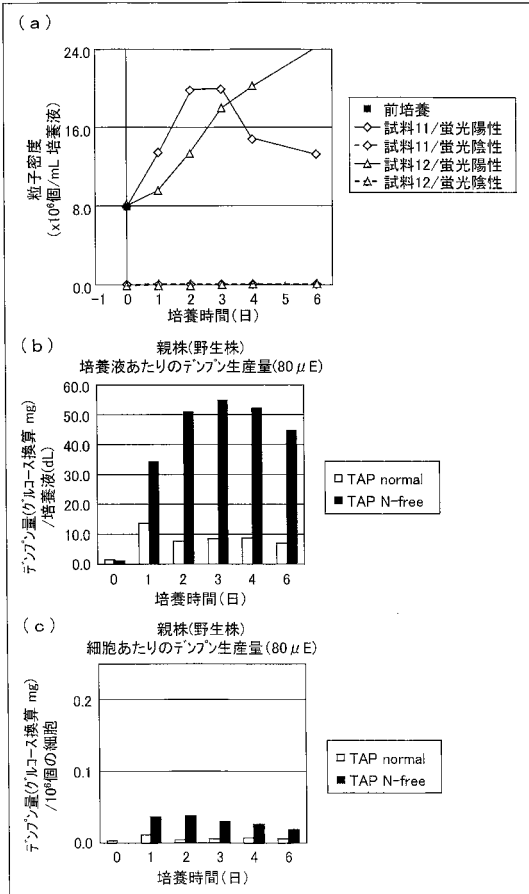 (a)
粒子密度
(x10⁶個/mL 培養液)
24.0
16.0
8.0
0.0
-1 0 1 2 3 4 5 6
培養時間(日)
前培養
試料11/蛍光陽性
試料11/蛍光陰性
試料12/蛍光陽性
試料12/蛍光陰性
(b)
親株(野生株)
培養液あたりのデンプン生産量(80μE)
デンプン量(グルコース換算 mg)
/培養液(dL)
60.0
50.0
40.0
30.0
20.0
10.0
0.0
0 1 2 3 4 6
培養時間(日)
TAP normal
TAP N-free
(c)
親株(野生株)
細胞あたりのデンプン生産量(80μE)
デンプン量(グルコース換算 mg)
/10⁶個の細胞
0.2
0.1
0.0
0 1 2 3 4 6
培養時間(日)
TAP normal
TAP N-free